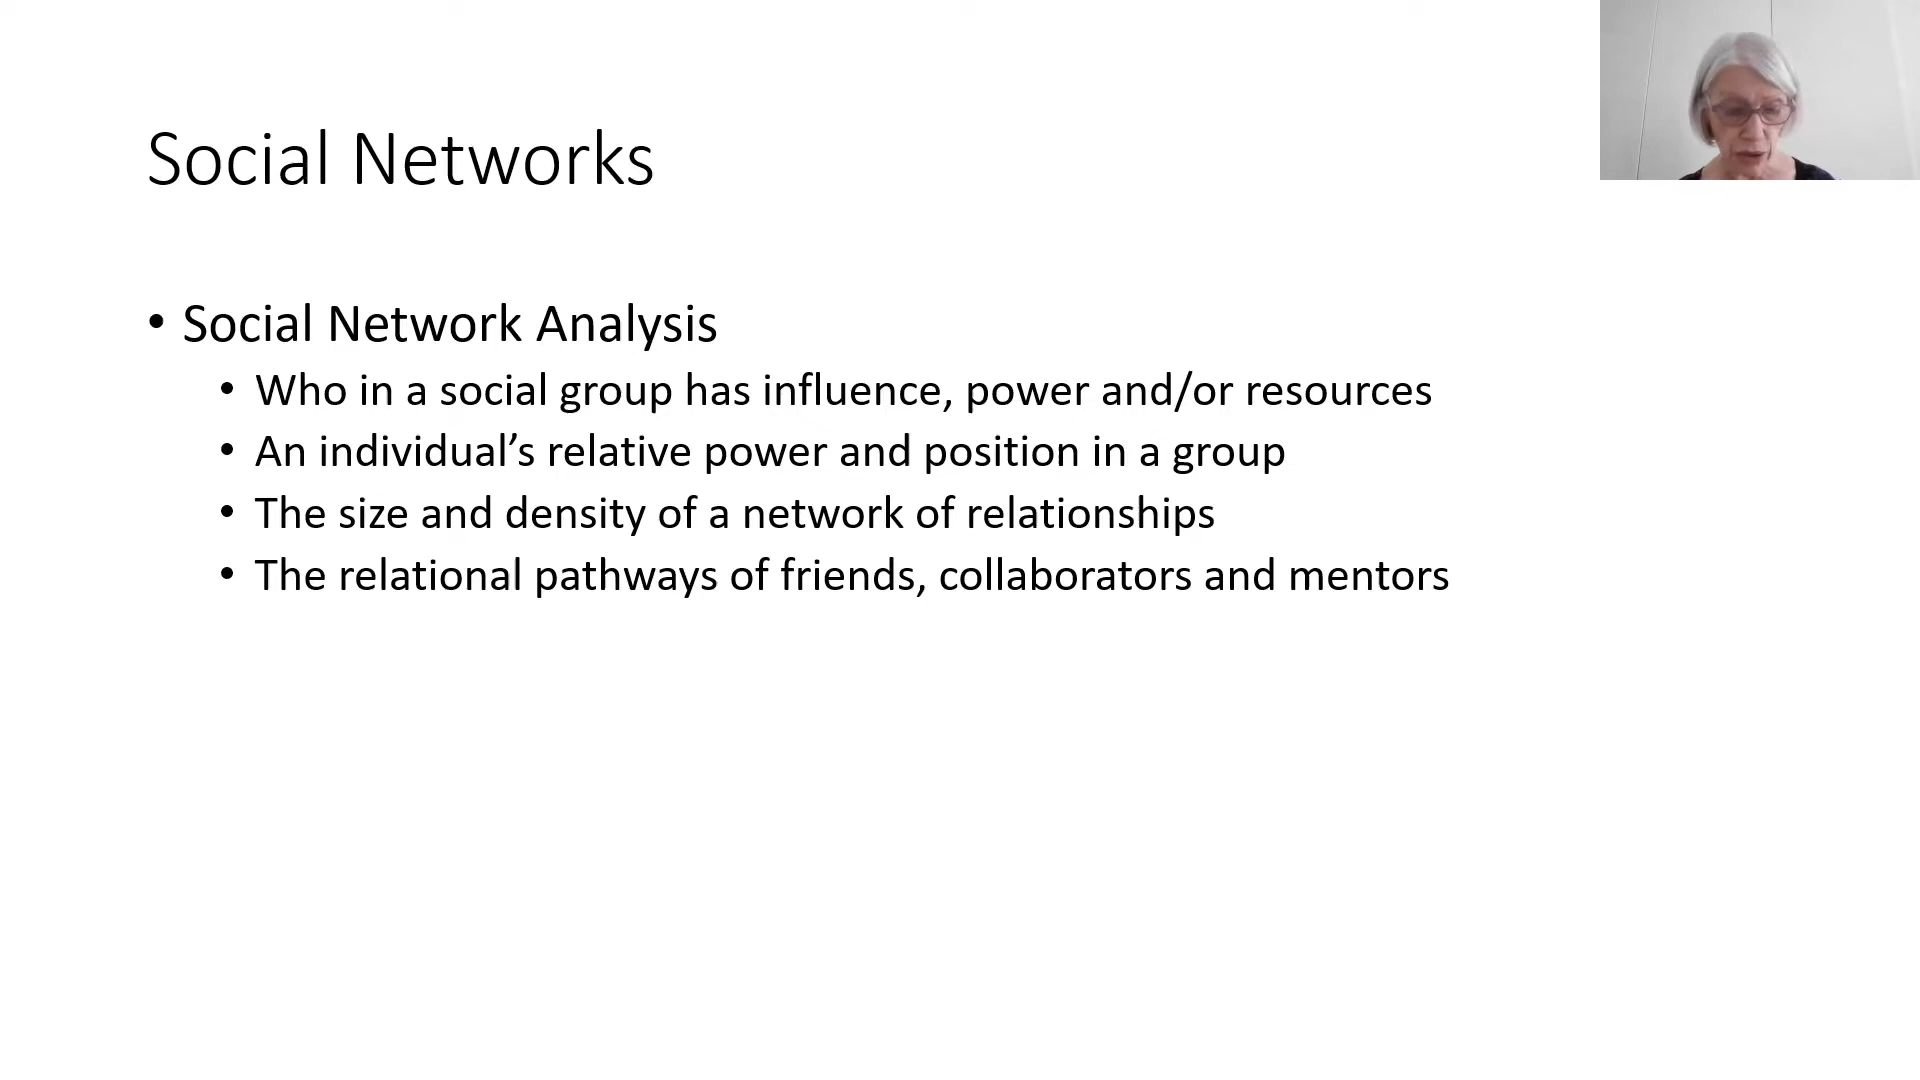 Social Networks
• Social Network Analysis
• Who in a social group has influence, power and/or resources
• An individual’s relative power and position in a group
• The size and density of a network of relationships
• The relational pathways of friends, collaborators and mentors